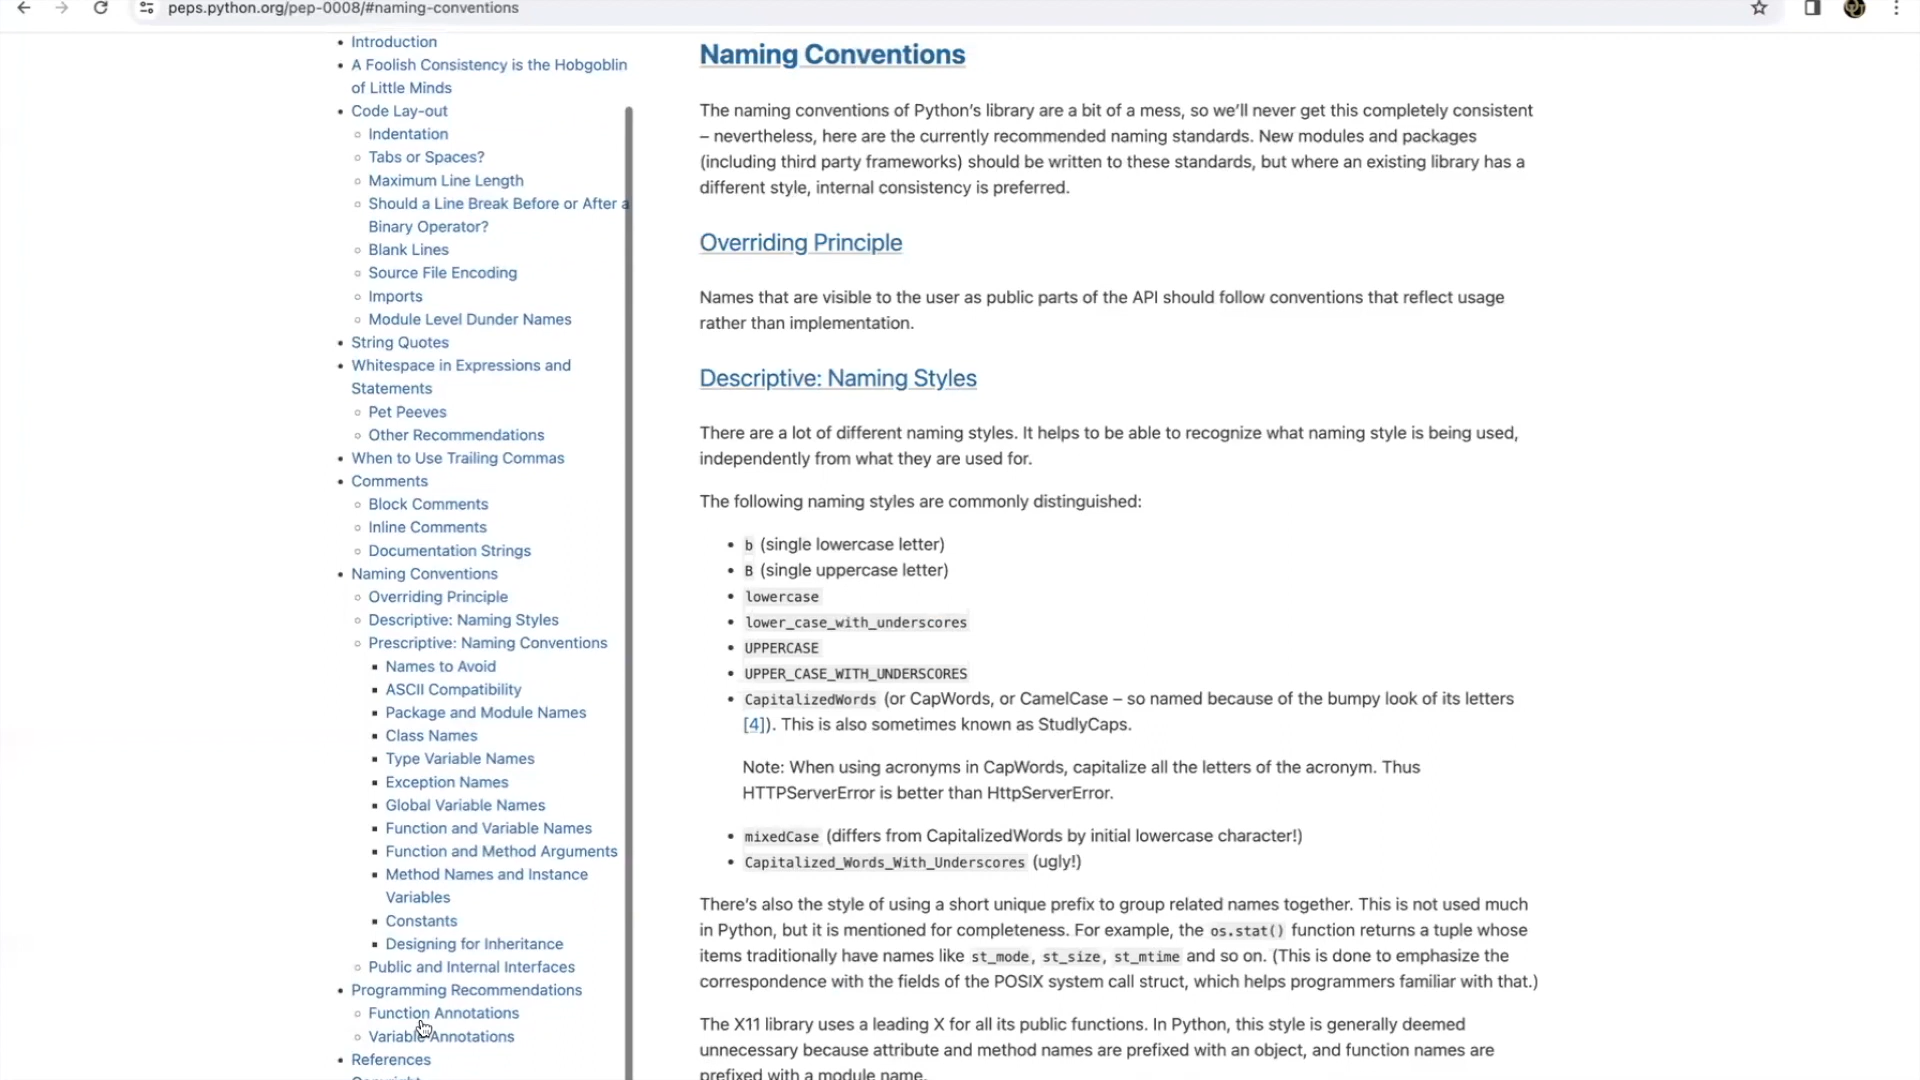 peps.python.org/pep-0008/#naming-conventions
Introduction
A Foolish Consistency is the Hobgoblin
of Little Minds
Code Lay-out
Indentation
Tabs or Spaces?
Maximum Line Length
Should a Line Break Before or After a
Binary Operator?
Blank Lines
Source File Encoding
Imports
Module Level Dunder Names
String Quotes
Whitespace in Expressions and
Statements
Pet Peeves
Other Recommendations
When to Use Trailing Commas
Comments
Block Comments
Inline Comments
Documentation Strings
Naming Conventions
Overriding Principle
Descriptive: Naming Styles
Prescriptive: Naming Conventions
Names to Avoid
ASCII Compatibility
Package and Module Names
Class Names
Type Variable Names
Exception Names
Global Variable Names
Function and Variable Names
Function and Method Arguments
Method Names and Instance
Variables
Constants
Designing for Inheritance
Public and Internal Interfaces
Programming Recommendations
Function Annotations
Variable Annotations
References
Naming Conventions
The naming conventions of Python’s library are a bit of a mess, so we’ll never get this completely consistent
– nevertheless, here are the currently recommended naming standards. New modules and packages
(including third party frameworks) should be written to these standards, but where an existing library has a
different style, internal consistency is preferred.
Overriding Principle
Names that are visible to the user as public parts of the API should follow conventions that reflect usage
rather than implementation.
Descriptive: Naming Styles
There are a lot of different naming styles. It helps to be able to recognize what naming style is being used,
independently from what they are used for.
The following naming styles are commonly distinguished:
b (single lowercase letter)
B (single uppercase letter)
lowercase
lower_case_with_underscores
UPPERCASE
UPPER_CASE_WITH_UNDERSCORES
CapitalizedWords (or CapWords, or CamelCase – so named because of the bumpy look of its letters
[4]). This is also sometimes known as StudlyCaps.
Note: When using acronyms in CapWords, capitalize all the letters of the acronym. Thus
HTTPServerError is better than HttpServerError.
mixedCase (differs from CapitalizedWords by initial lowercase character!)
Capitalized_Words_With_Underscores (ugly!)
There’s also the style of using a short unique prefix to group related names together. This is not used much
in Python, but it is mentioned for completeness. For example, the os.stat() function returns a tuple whose
items traditionally have names like st_mode, st_size, st_mtime and so on. (This is done to emphasize the
correspondence with the fields of the POSIX system call struct, which helps programmers familiar with that.)
The X11 library uses a leading X for all its public functions. In Python, this style is generally deemed
unnecessary because attribute and method names are prefixed with an object, and function names are
prefixed with a module name.